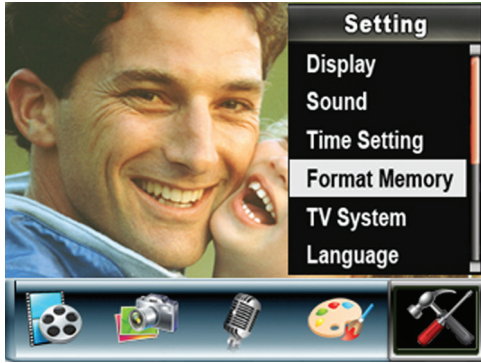 Setting
Display
Sound
Time Setting
Format Memory
TV System
Language